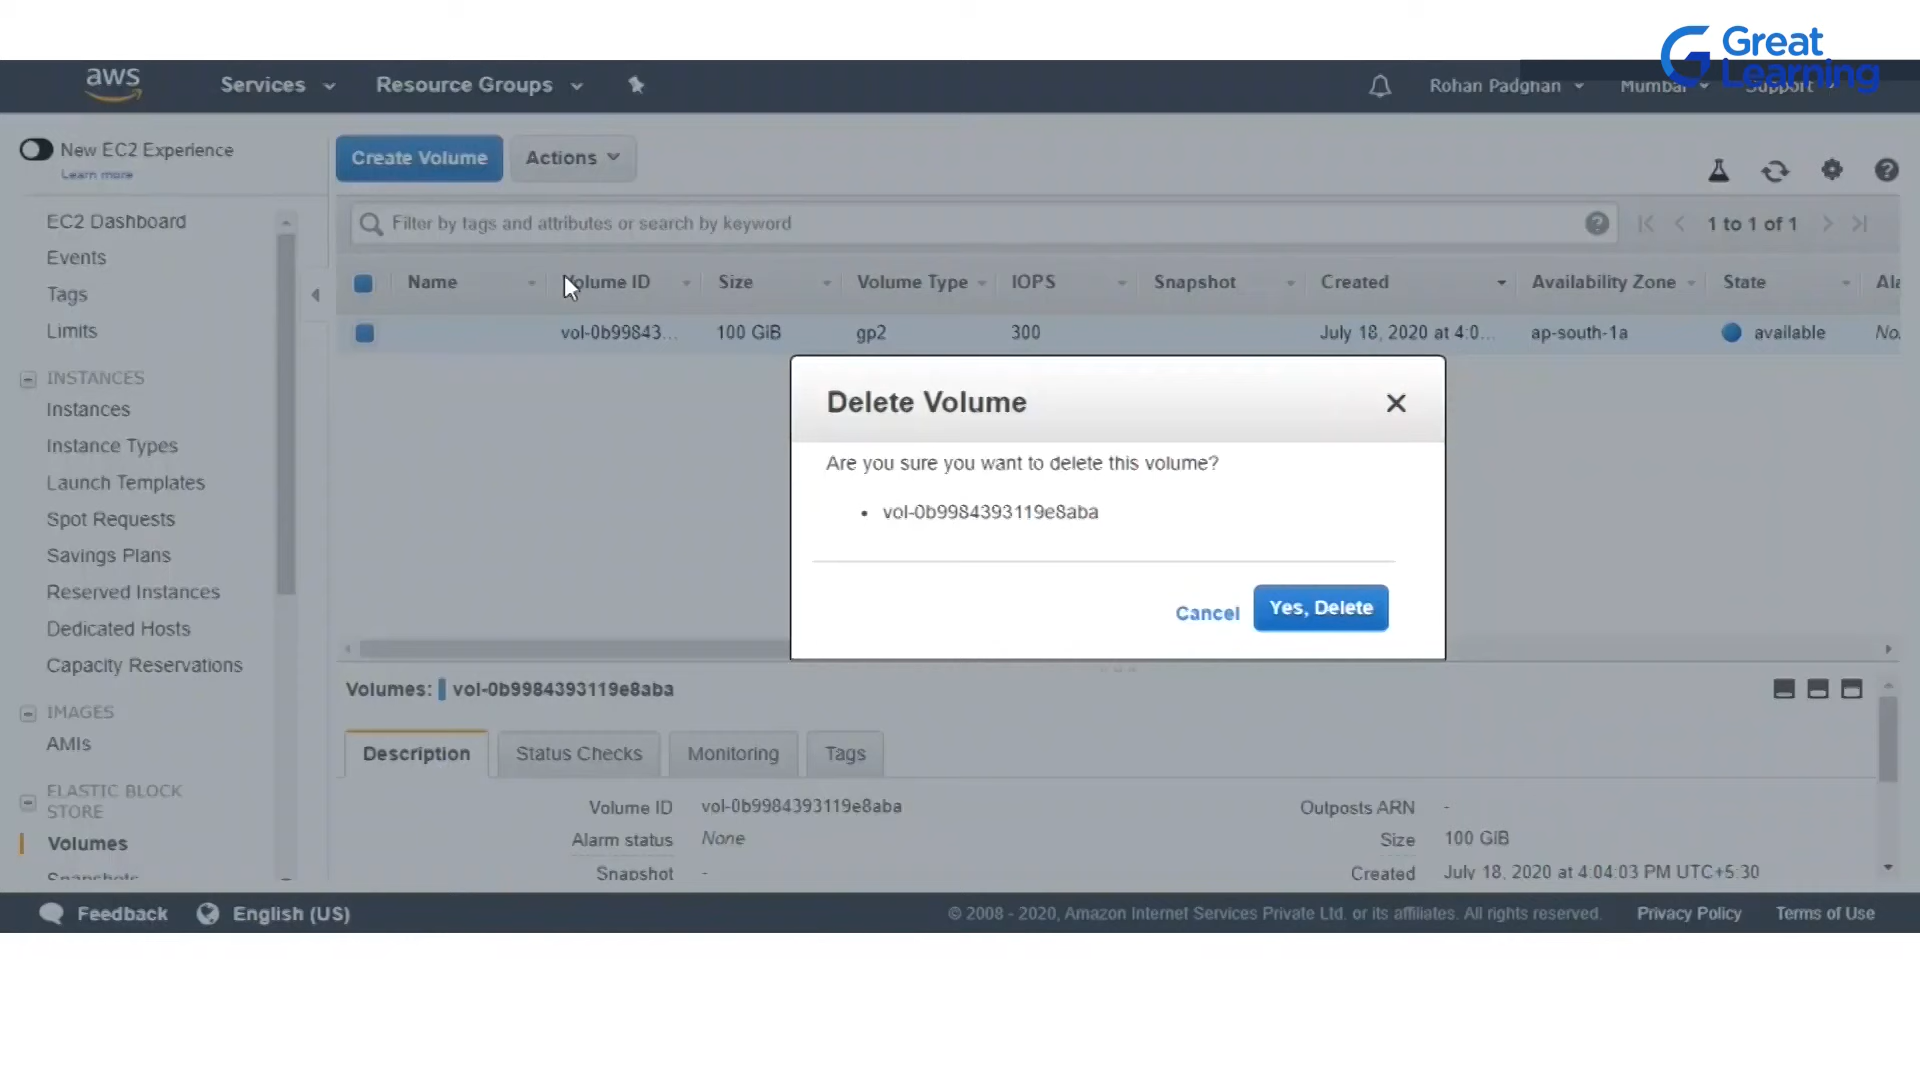 Great
Learning
aws
Services
Resource Groups
Rohan Padghan
Mumbai
Support
New EC2 Experience
Learn more
Create Volume
Actions
EC2 Dashboard
Events
Tags
Limits
INSTANCES
Instances
Instance Types
Launch Templates
Spot Requests
Savings Plans
Reserved Instances
Dedicated Hosts
Capacity Reservations
IMAGES
AMIs
ELASTIC BLOCK
STORE
Volumes
Snapshots
Filter by tags and attributes or search by keyword
1 to 1 of 1
Name
Volume ID
Size
Volume Type
IOPS
Snapshot
Created
Availability Zone
State
Ala
vol-0b99843...
100 GiB
gp2
300
July 18, 2020 at 4:0...
ap-south-1a
available
No
Delete Volume
Are you sure you want to delete this volume?
• vol-0b9984393119e8aba
Cancel
Yes, Delete
Volumes: vol-0b9984393119e8aba
Description
Status Checks
Monitoring
Tags
Volume ID vol-0b9984393119e8aba
Alarm status None
Snapshot -
Outposts ARN -
Size 100 GiB
Created July 18, 2020 at 4:04:03 PM UTC+5:30
Feedback
English (US)
© 2008 - 2020, Amazon Internet Services Private Ltd. or its affiliates. All rights reserved.
Privacy Policy
Terms of Use